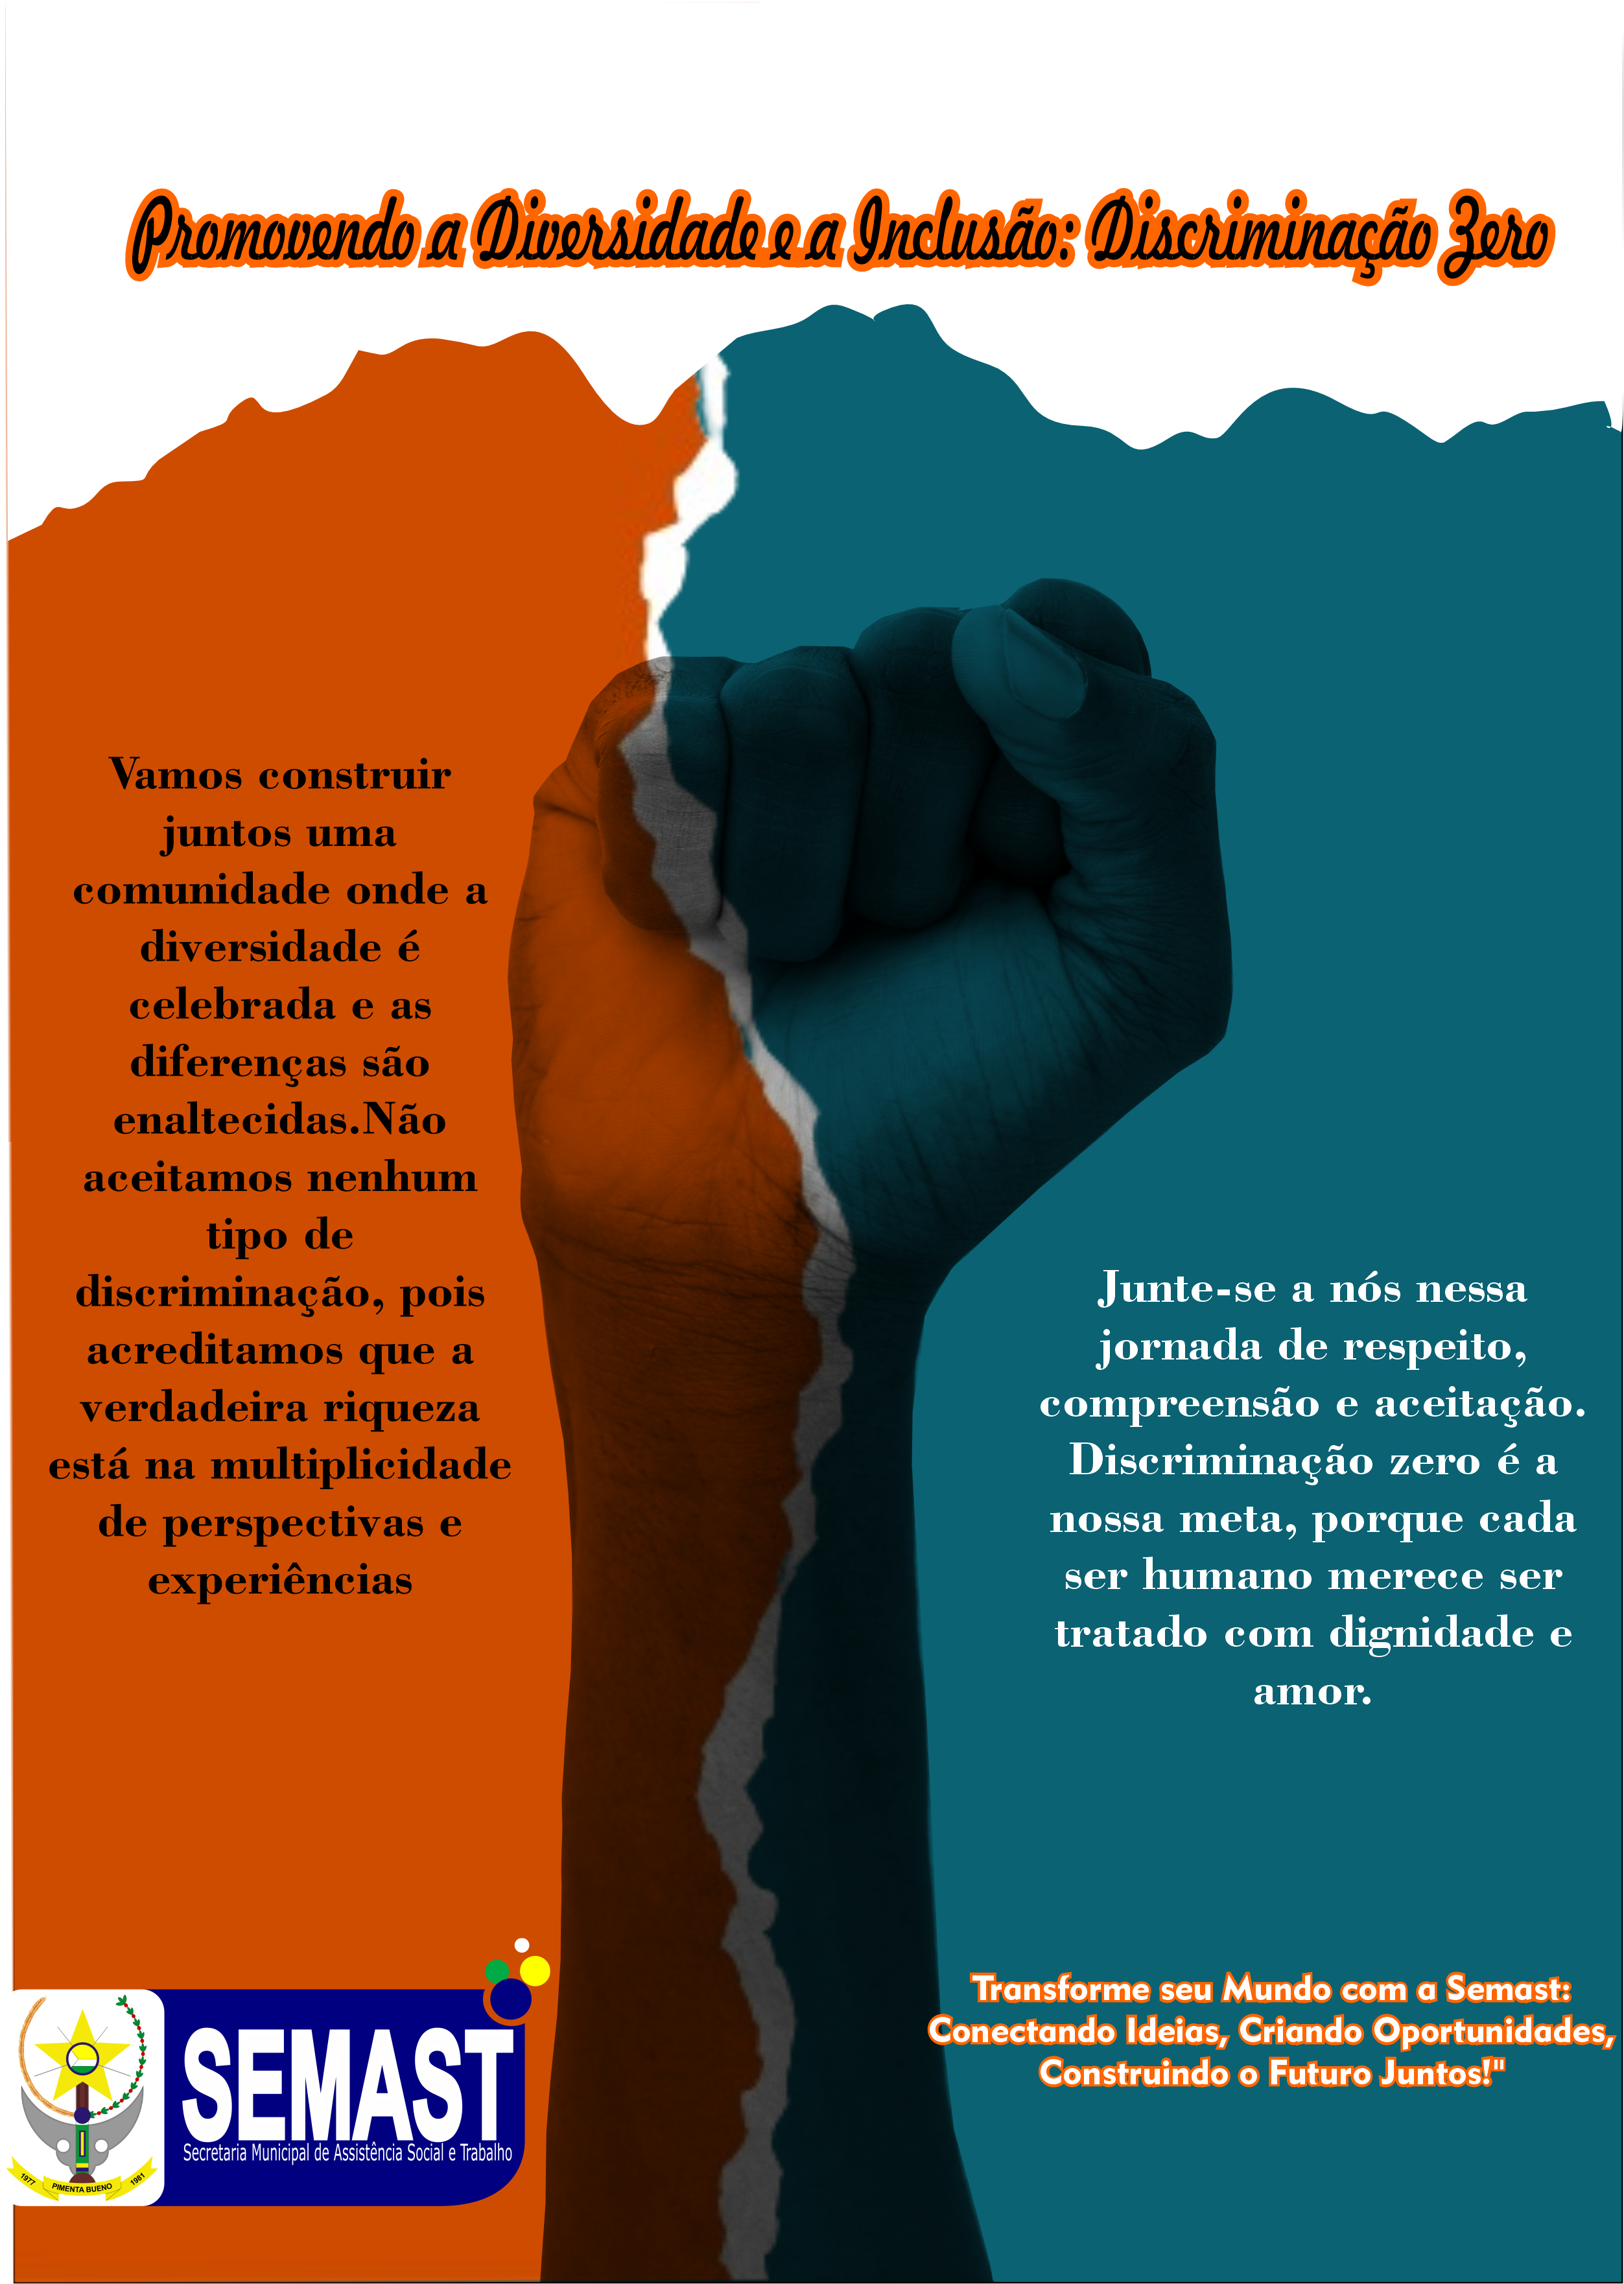 Promovendo a Diversidade e a Inclusão: Discriminação Zero
Vamos construir
juntos uma
comunidade onde a
diversidade é
celebrada e as
diferenças são
enaltecidas.Não
aceitamos nenhum
tipo de
discriminação, pois
acreditamos que a
verdadeira riqueza
está na multiplicidade
de perspectivas e
experiências
Junte-se a nós nessa
jornada de respeito,
compreensão e aceitação.
Discriminação zero é a
nossa meta, porque cada
ser humano merece ser
tratado com dignidade e
amor.
Transforme seu Mundo com a Semast:
Conectando Ideias, Criando Oportunidades,
Construindo o Futuro Juntos!"
SEMAST
Secretaria Municipal de Assistência Social e Trabalho
1977 PIMENTA BUENO 1981